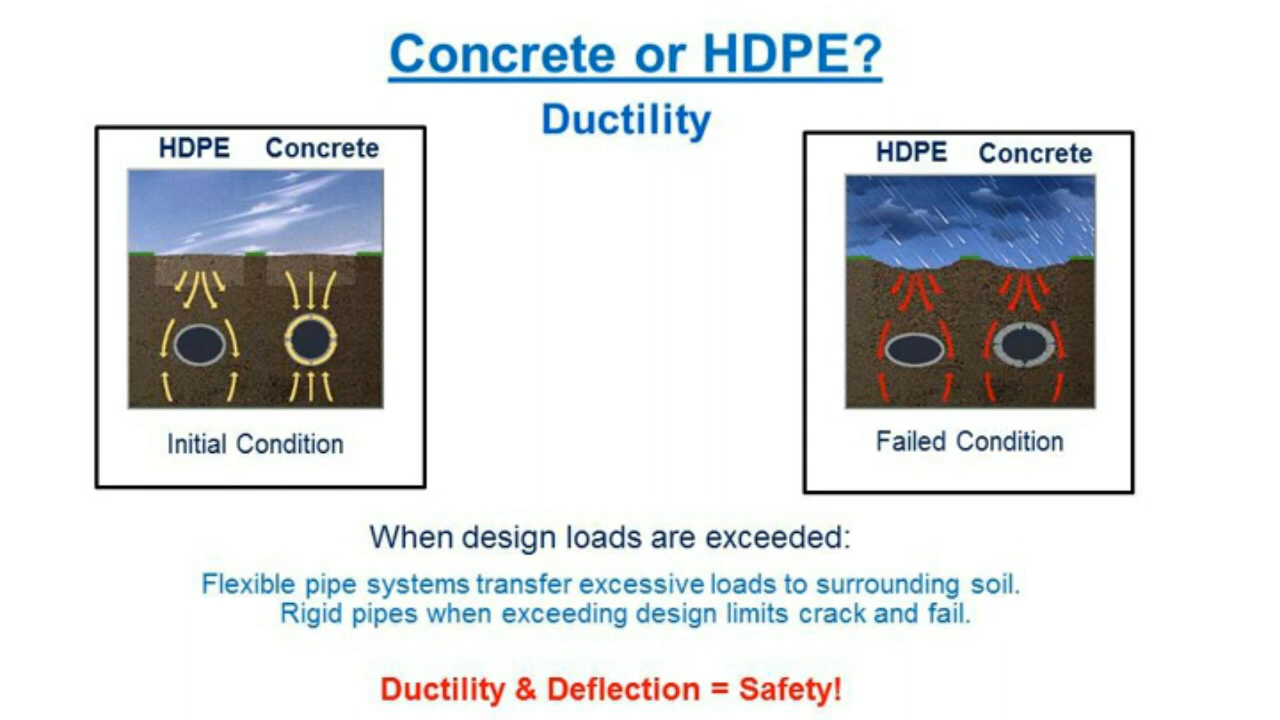 Concrete or HDPE?
Ductility
HDPE Concrete
Initial Condition
HDPE Concrete
Failed Condition
When design loads are exceeded:
Flexible pipe systems transfer excessive loads to surrounding soil.
Rigid pipes when exceeding design limits crack and fail.
Ductility & Deflection = Safety!